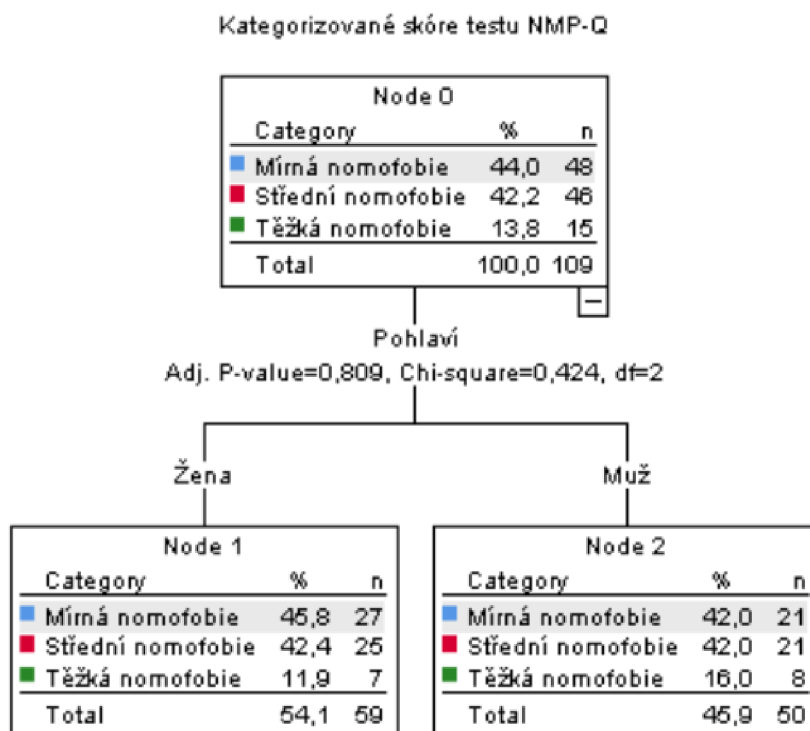 Kategorizované skóre testu NMP-Q
Node 0
Category % n
Mírná nomofobie 44,0 48
Střední nomofobie 42,2 46
Těžká nomofobie 13,8 15
Total 100,0 109
Pohlaví
Adj. P-value=0,809, Chi-square=0,424, df=2
Žena
Muž
Node 1
Category % n
Mírná nomofobie 45,8 27
Střední nomofobie 42,4 25
Těžká nomofobie 11,9 7
Total 54,1 59
Node 2
Category % n
Mírná nomofobie 42,0 21
Střední nomofobie 42,0 21
Těžká nomofobie 16,0 8
Total 45,9 50